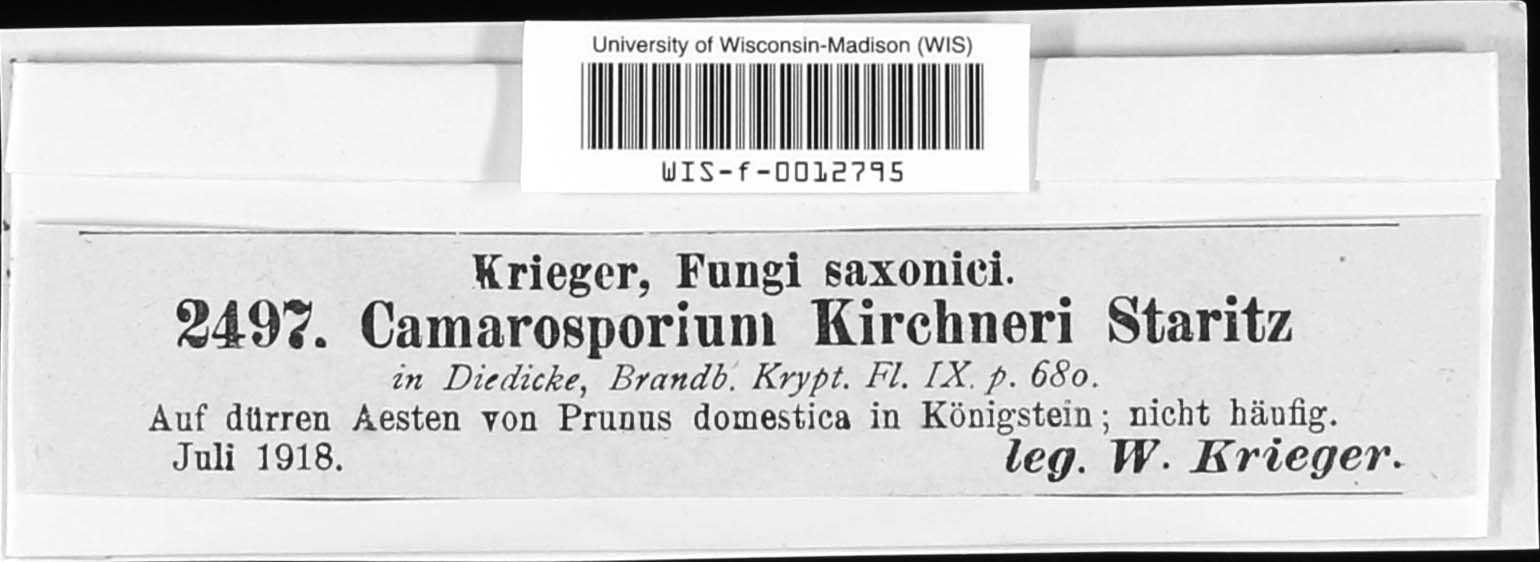 University of Wisconsin-Madison (WIS)
WIS-f-0012795
Krieger, Fungi saxonici.
2497. Camarosporium Kirchneri Staritz
in Diedicke, Brandb. Krypt. Fl. IX. p. 680.
Auf dürren Aesten von Prunus domestica in Königstein; nicht häufig.
Juli 1918. leg. W. Krieger.